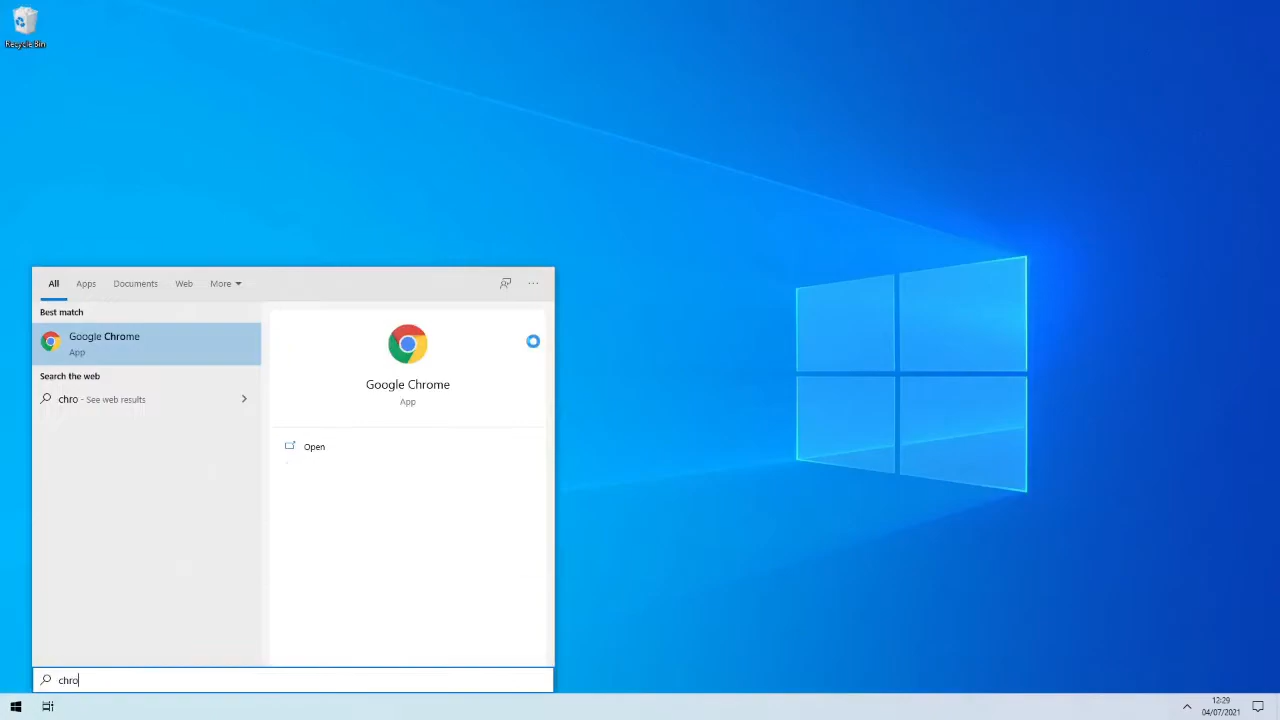 Recycle Bin
All Apps Documents Web More
Best match
Google Chrome
App
Search the web
chro - See web results
Google Chrome
App
Open
chro
12:29
04/07/2021